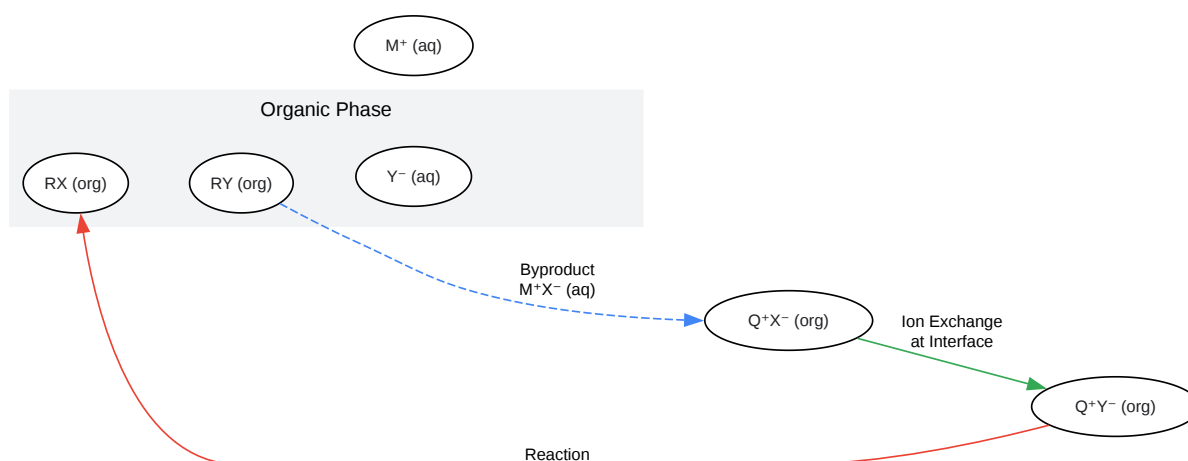 M⁺ (aq)
Organic Phase
RX (org)
RY (org)
Y⁻ (aq)
Byproduct
M⁺X⁻ (aq)
Q⁺X⁻ (org)
Ion Exchange
at Interface
Q⁺Y⁻ (org)
Reaction